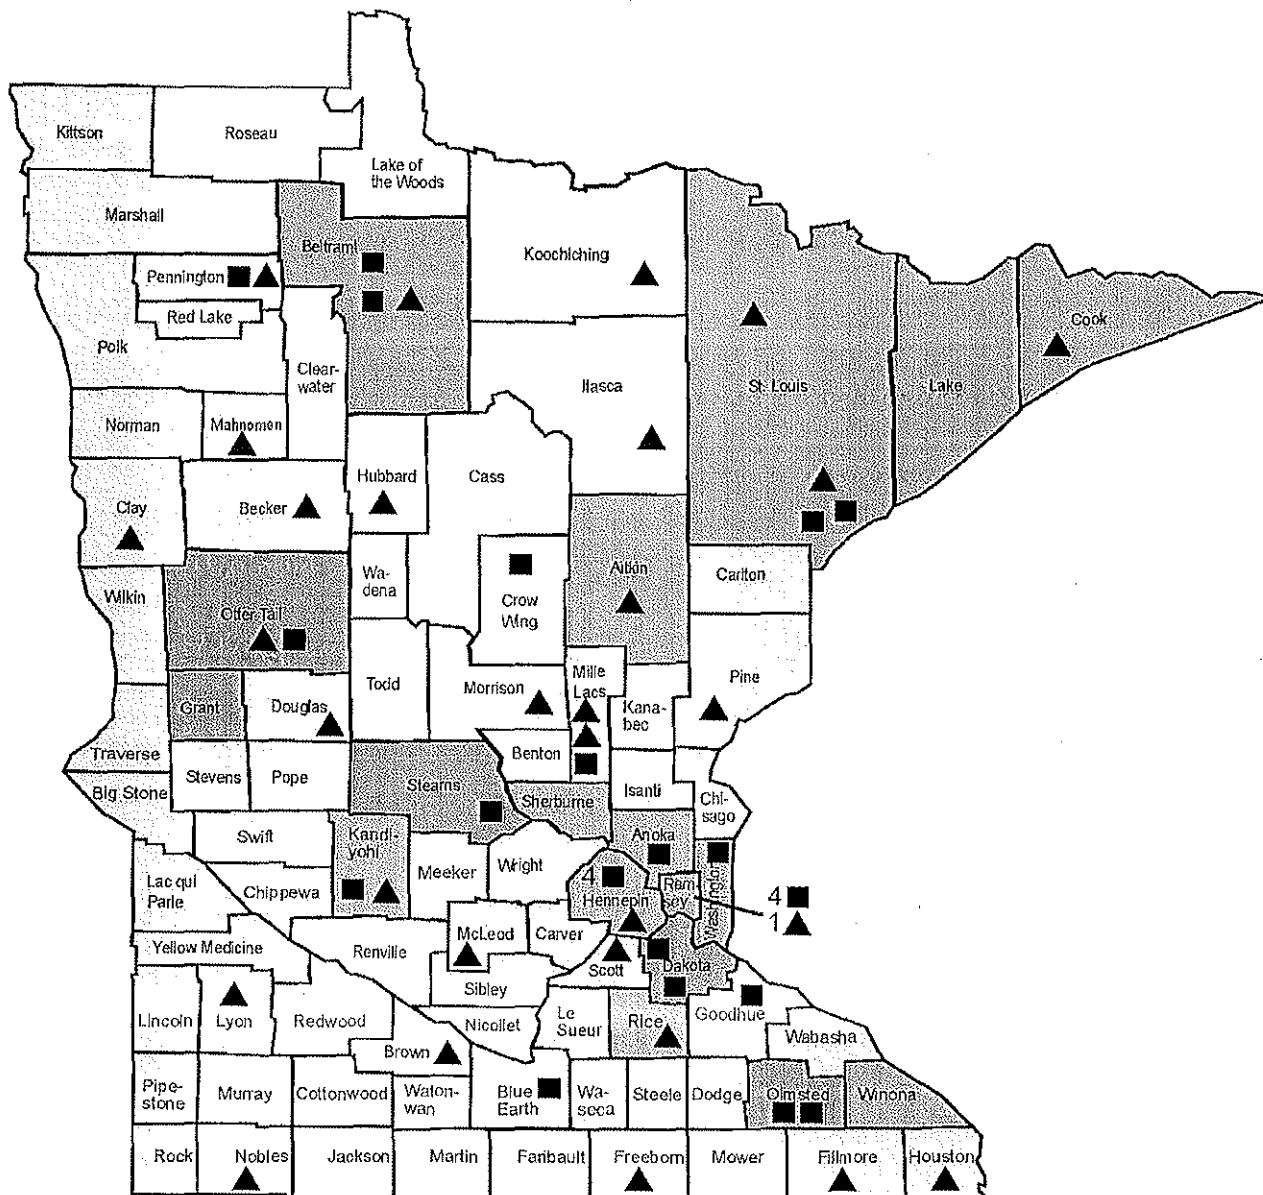 Kittson
Roseau
Lake of
the Woods
Marshall
Beltrami
Koochiching
Pennington
Red Lake
Polk
Clear-
water
Itasca
St. Louis
Lake
Cook
Norman
Mahnomen
Hubbard
Cass
Clay
Becker
Wa-
dena
Crow
Wing
Aitkin
Carlton
Wilkin
Otter Tail
Mille
Lacs
Pine
Grant
Douglas
Todd
Morrison
Kana-
bec
Traverse
Benton
Stevens
Pope
Stearns
Sherburne
Isanti
Chi-
sago
Big Stone
Swift
Kandi-
yohi
Anoka
Meeker
Wright
Lac qui
Parle
Chippewa
4
Hennepin
Ram-
sey
Washington
4
1
Yellow Medicine
Renville
McLeod
Carver
Scott
Dakota
Sibley
Lincoln
Lyon
Redwood
Nicollet
Le
Sueur
Rice
Goodhue
Wabasha
Brown
Pipe-
stone
Murray
Cottonwood
Waton-
wan
Blue
Earth
Wa-
seca
Steele
Dodge
Olmsted
Winona
Rock
Nobles
Jackson
Martin
Faribault
Freeborn
Mower
Fillmore
Houston